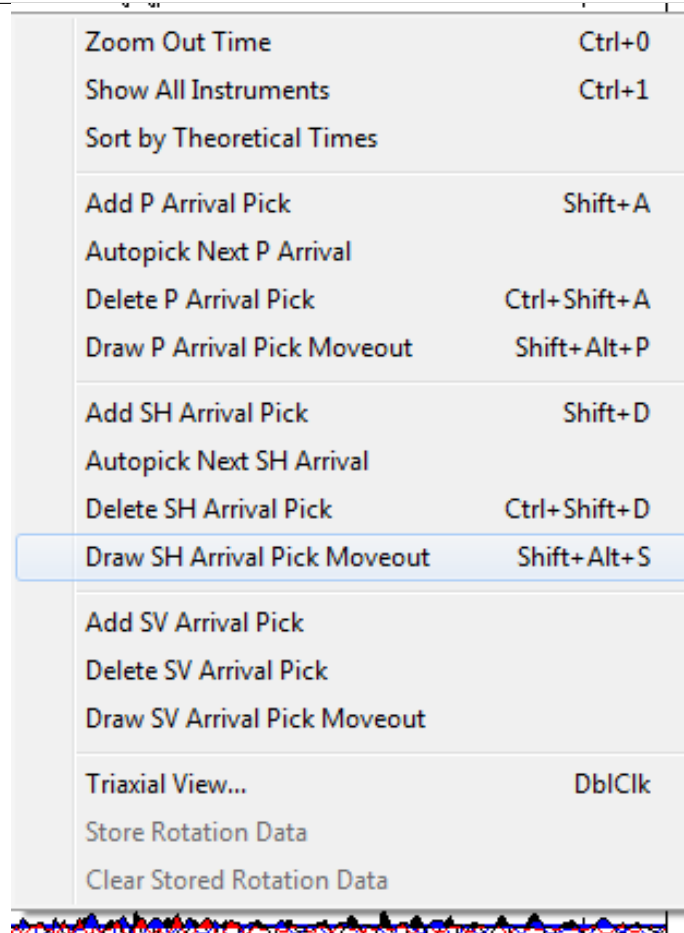 Zoom Out Time Ctrl+0
Show All Instruments Ctrl+1
Sort by Theoretical Times
Add P Arrival Pick Shift+A
Autopick Next P Arrival
Delete P Arrival Pick Ctrl+Shift+A
Draw P Arrival Pick Moveout Shift+Alt+P
Add SH Arrival Pick Shift+D
Autopick Next SH Arrival
Delete SH Arrival Pick Ctrl+Shift+D
Draw SH Arrival Pick Moveout Shift+Alt+S
Add SV Arrival Pick
Delete SV Arrival Pick
Draw SV Arrival Pick Moveout
Triaxial View... DblClk
Store Rotation Data
Clear Stored Rotation Data